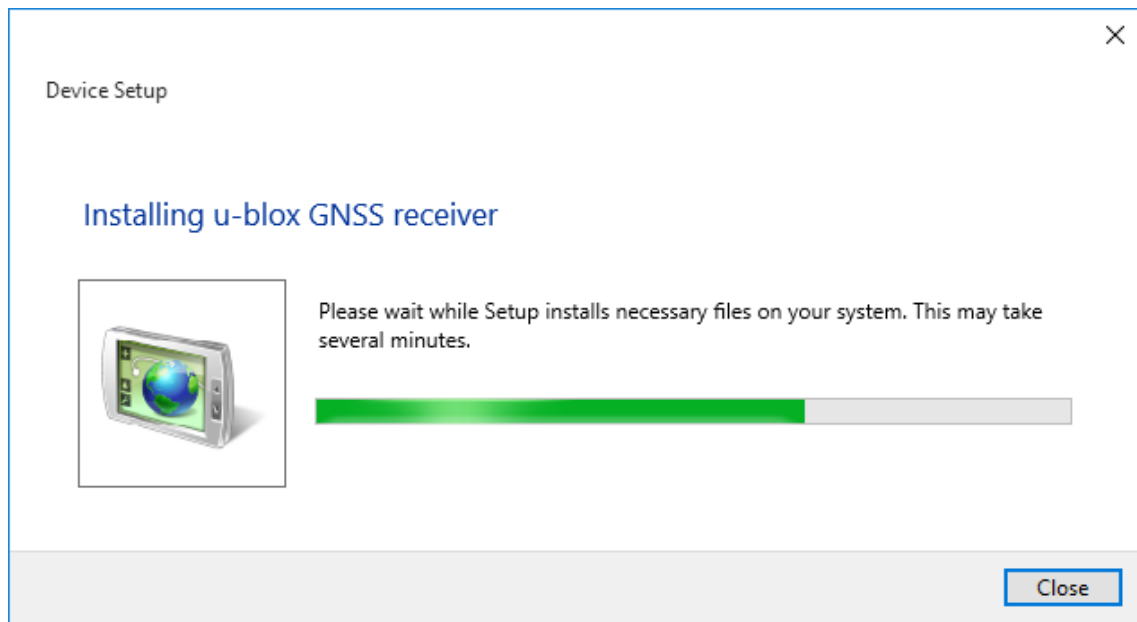 Device Setup
Installing u-blox GNSS receiver
Please wait while Setup installs necessary files on your system. This may take
several minutes.
Close